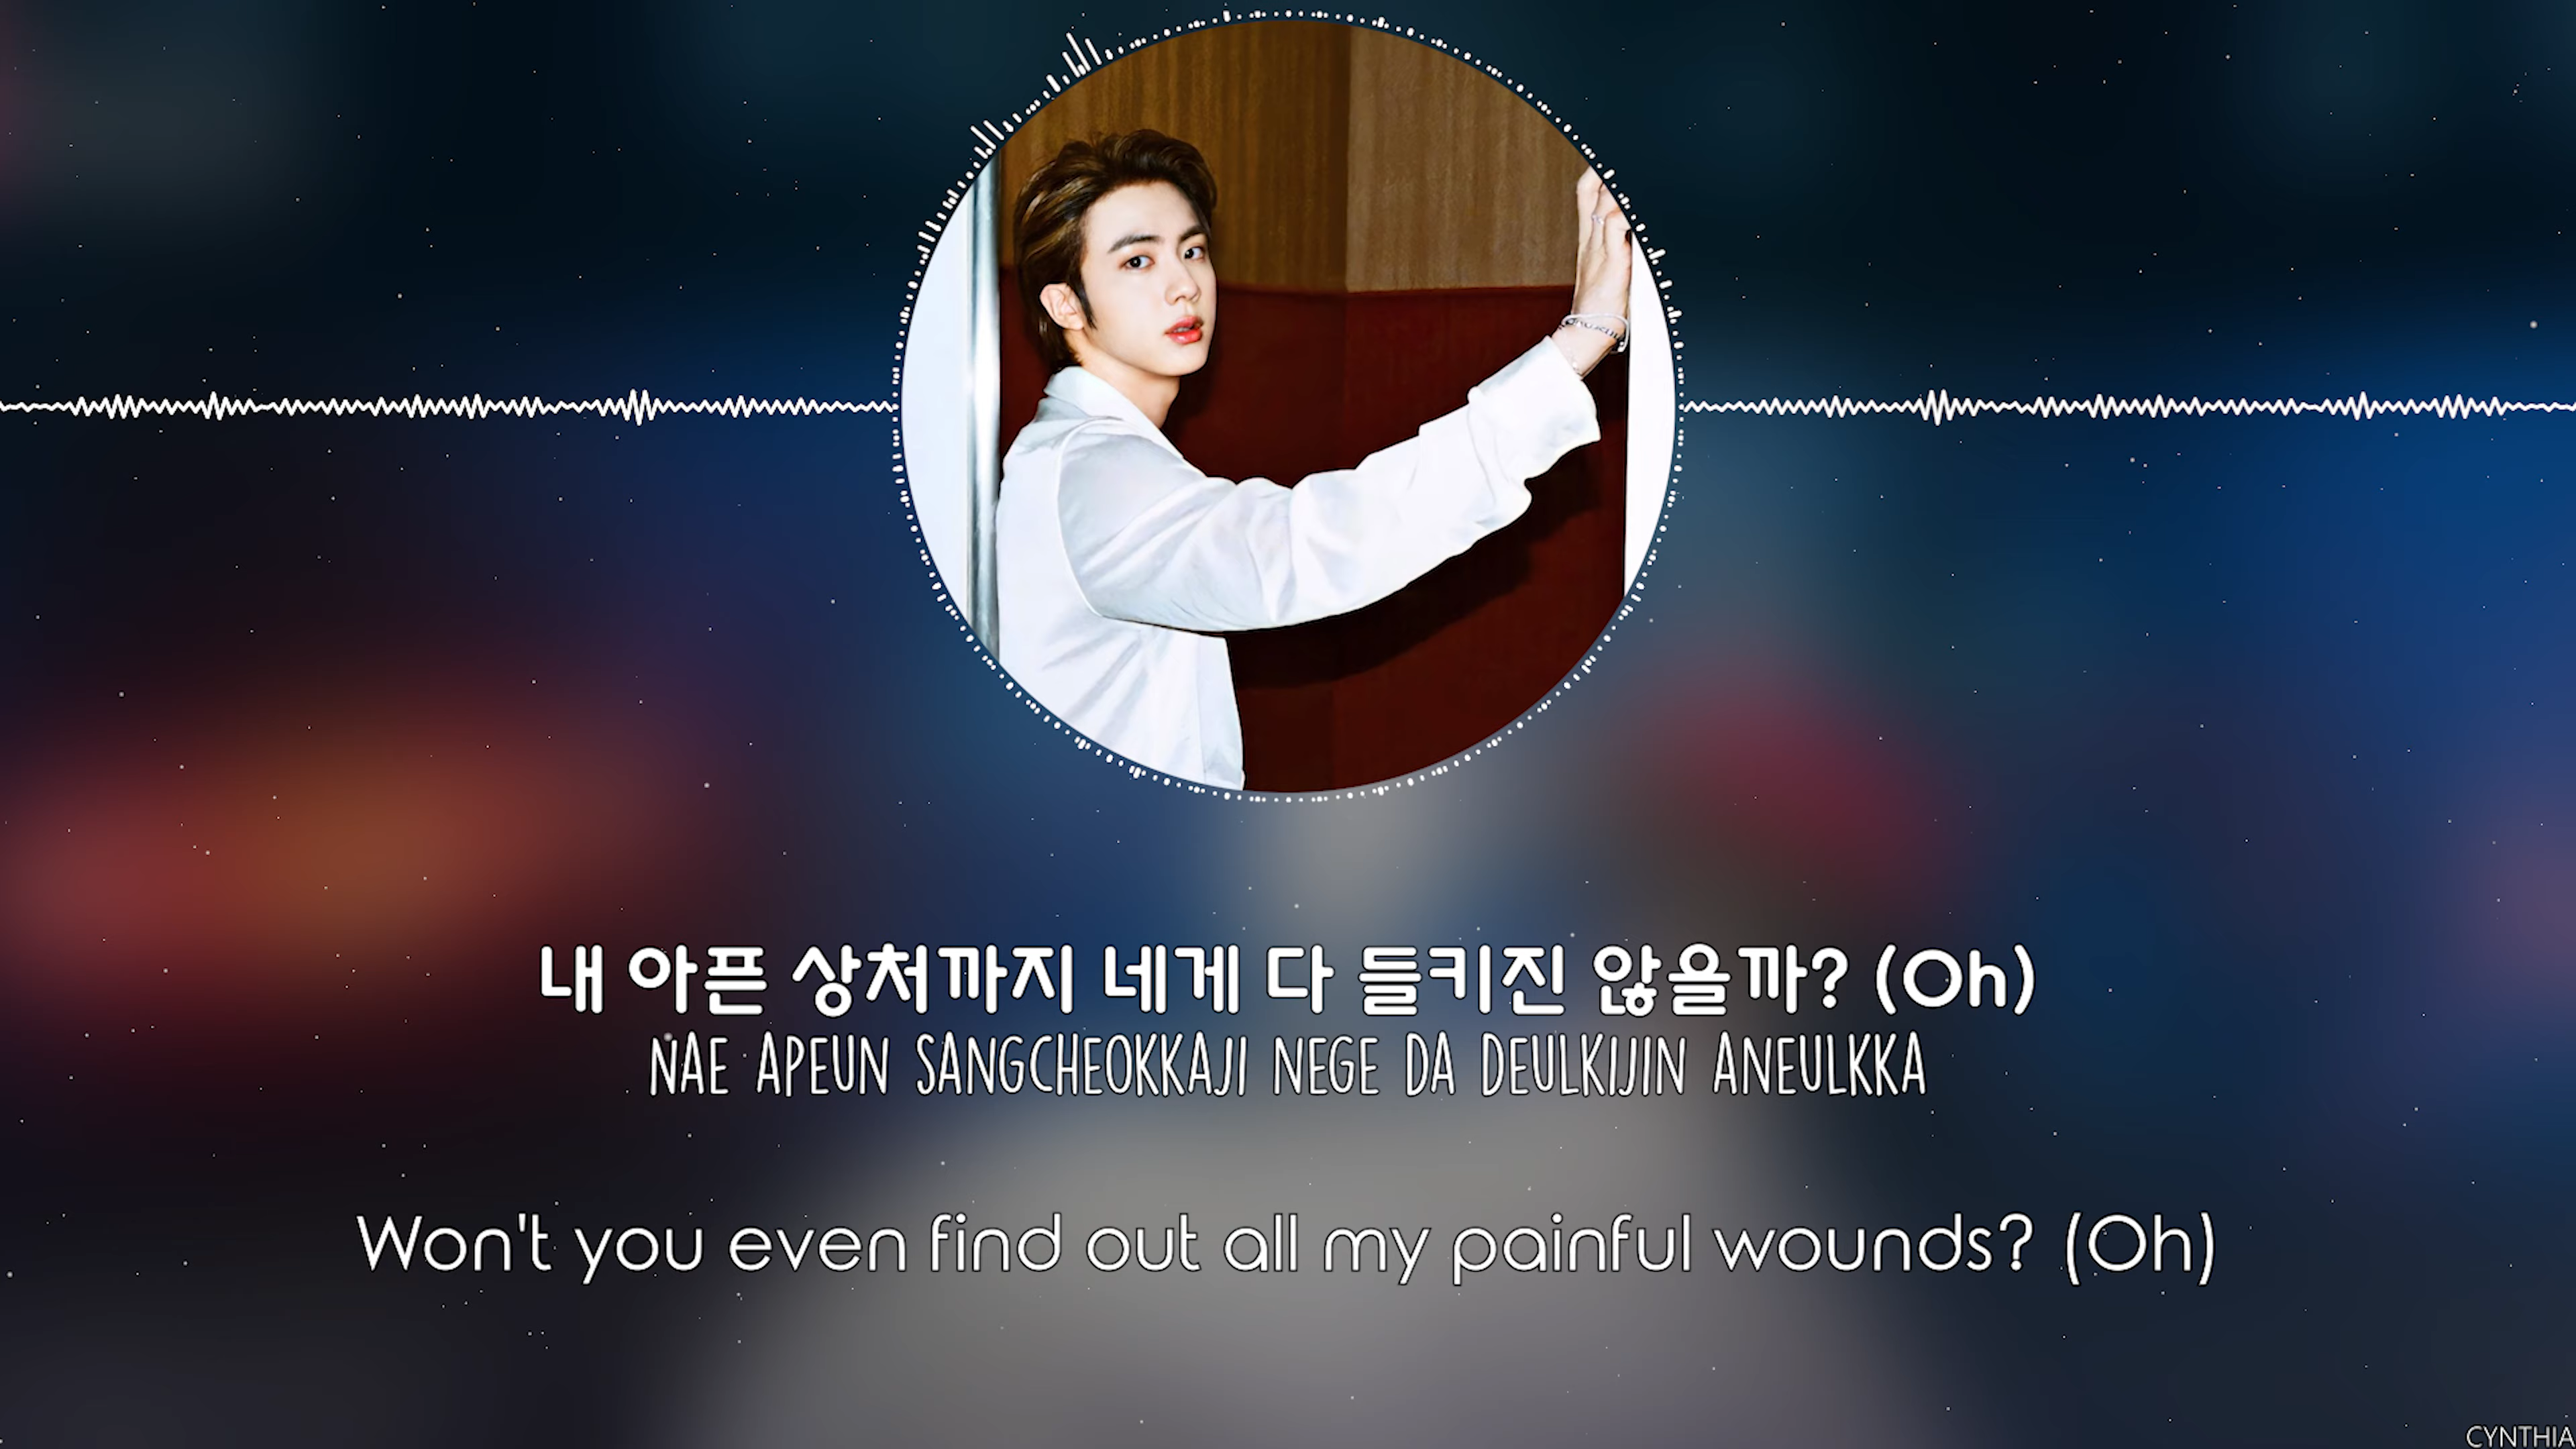 내 아픈 상처까지 네게 다 들키진 않을까? (Oh)
NAE APEUN SANGCHEOKKAJI NEGE DA DEULKIJIN ANEULKKA
Won't you even find out all my painful wounds? (Oh)
CYNTHIA